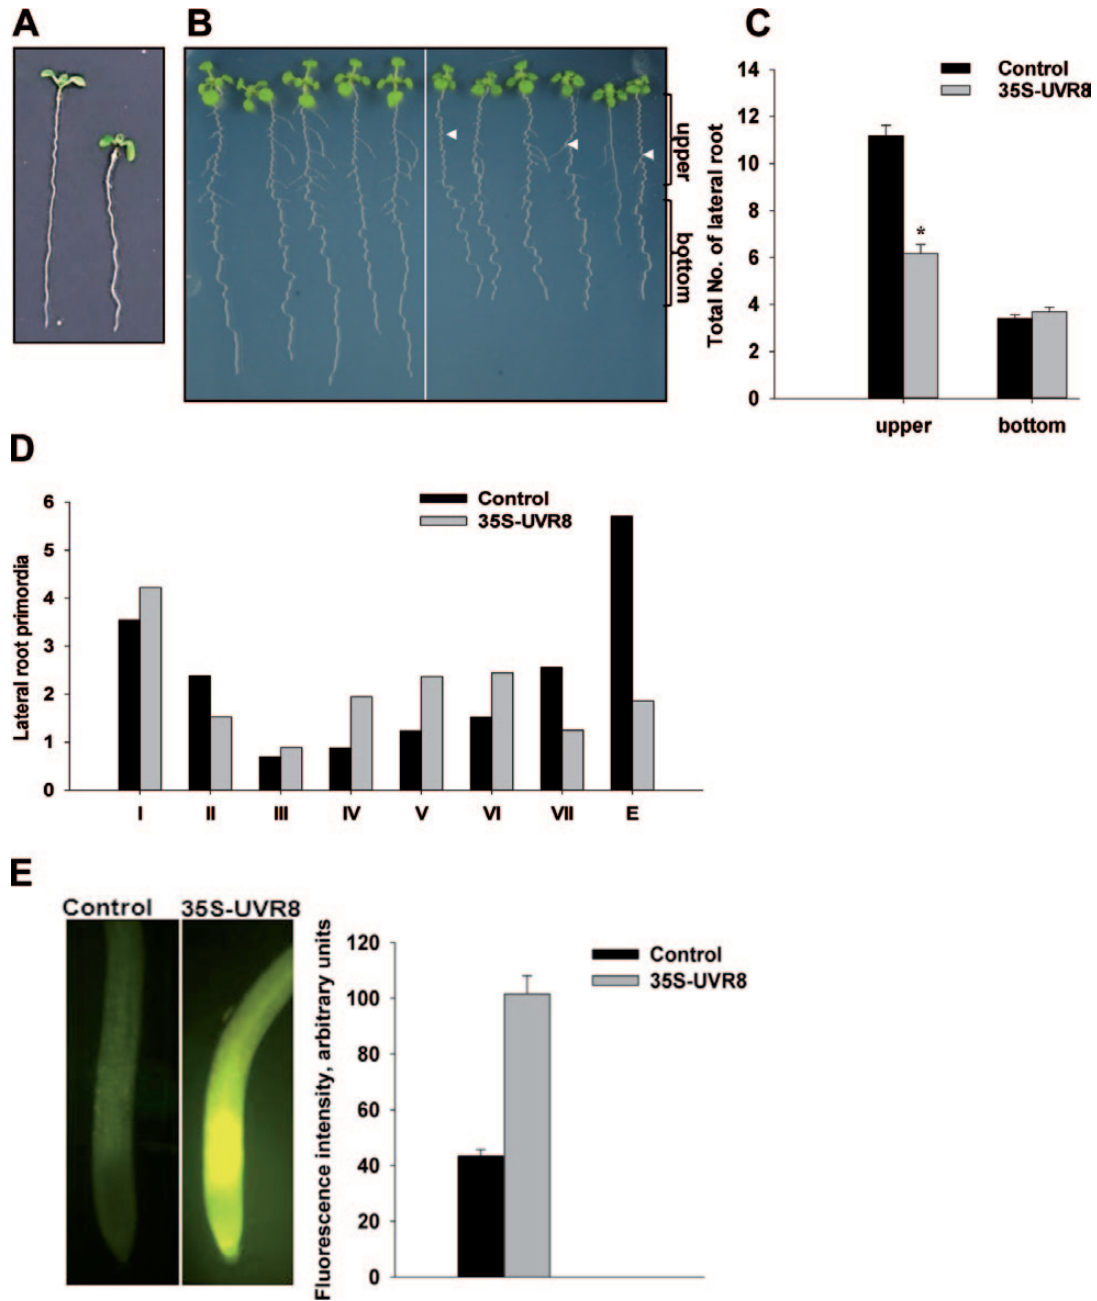 A
B
C
upper
bottom
Total No. of lateral root
14
12
10
8
6
4
2
0
Control
35S-UVR8
*
upper
bottom
D
Lateral root primordia
6
5
4
3
2
1
0
Control
35S-UVR8
I
II
III
IV
V
VI
VII
E
E
Control
35S-UVR8
Fluorescence intensity, arbitrary units
120
100
80
60
40
20
0
Control
35S-UVR8